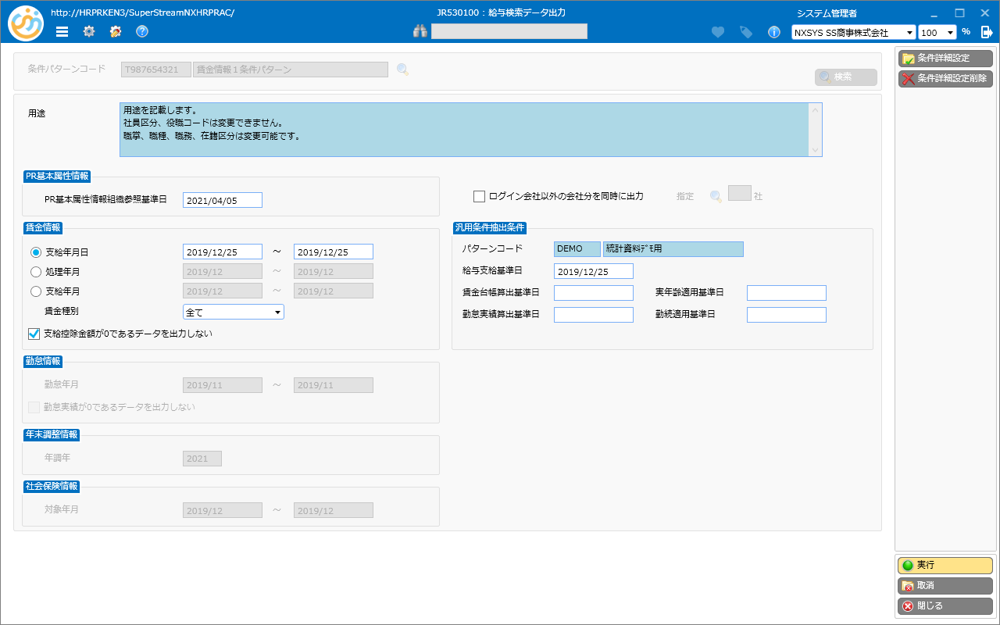 http://HRPRKEN3/SuperStreamNXHRPRAC/
JR530100 : 給与検索データ出力
システム管理者
NXSYS SS商事株式会社
100
%
条件パターンコード
T987654321
賃金情報１条件パターン
検索
条件詳細設定
条件詳細設定削除
用途
用途を記載します。
社員区分、役職コードは変更できません。
職掌、職種、職務、在籍区分は変更可能です。
PR基本属性情報
PR基本属性情報組織参照基準日
2021/04/05
ログイン会社以外の会社分を同時に出力
指定
社
賃金情報
支給年月日
2019/12/25
～
2019/12/25
処理年月
2019/12
～
2019/12
支給年月
2019/12
～
2019/12
賃金種別
全て
支給控除金額が0であるデータを出力しない
汎用条件抽出条件
パターンコード
DEMO
統計資料ﾃﾞﾓ用
給与支給基準日
2019/12/25
賃金台帳算出基準日
実年齢適用基準日
勤怠実績算出基準日
勤続適用基準日
勤怠情報
勤怠年月
2019/11
～
2019/11
勤怠実績が0であるデータを出力しない
年末調整情報
年調年
2021
社会保険情報
対象年月
2019/12
～
2019/12
実行
取消
閉じる